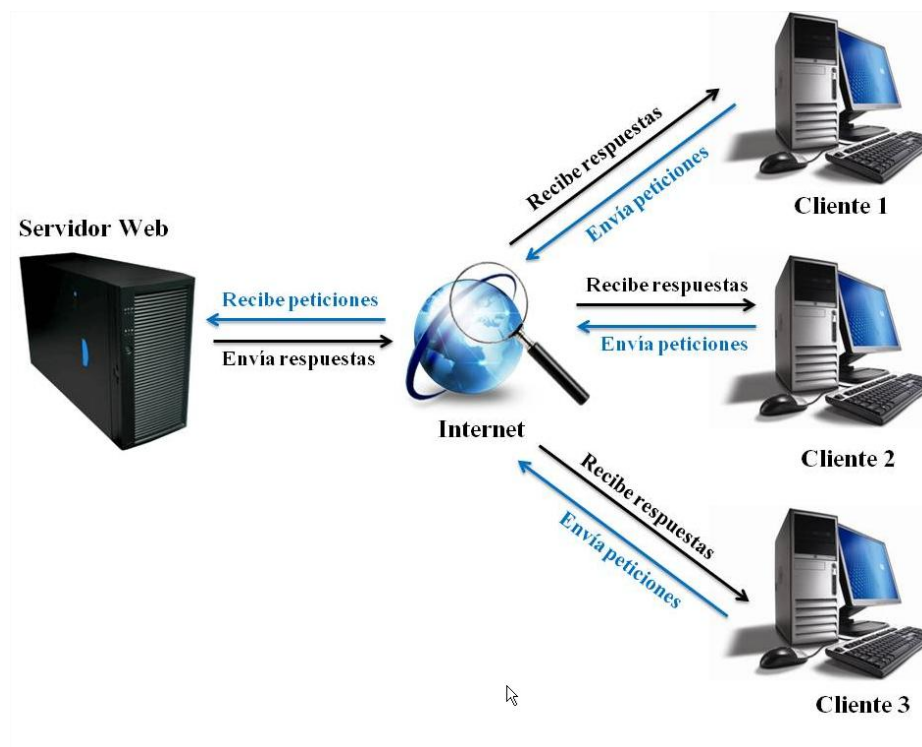 Servidor Web
Recibe peticiones
Envía respuestas
Internet
Recibe respuestas
Envía peticiones
Cliente 1
Recibe respuestas
Envía peticiones
Cliente 2
Recibe respuestas
Envía peticiones
Cliente 3